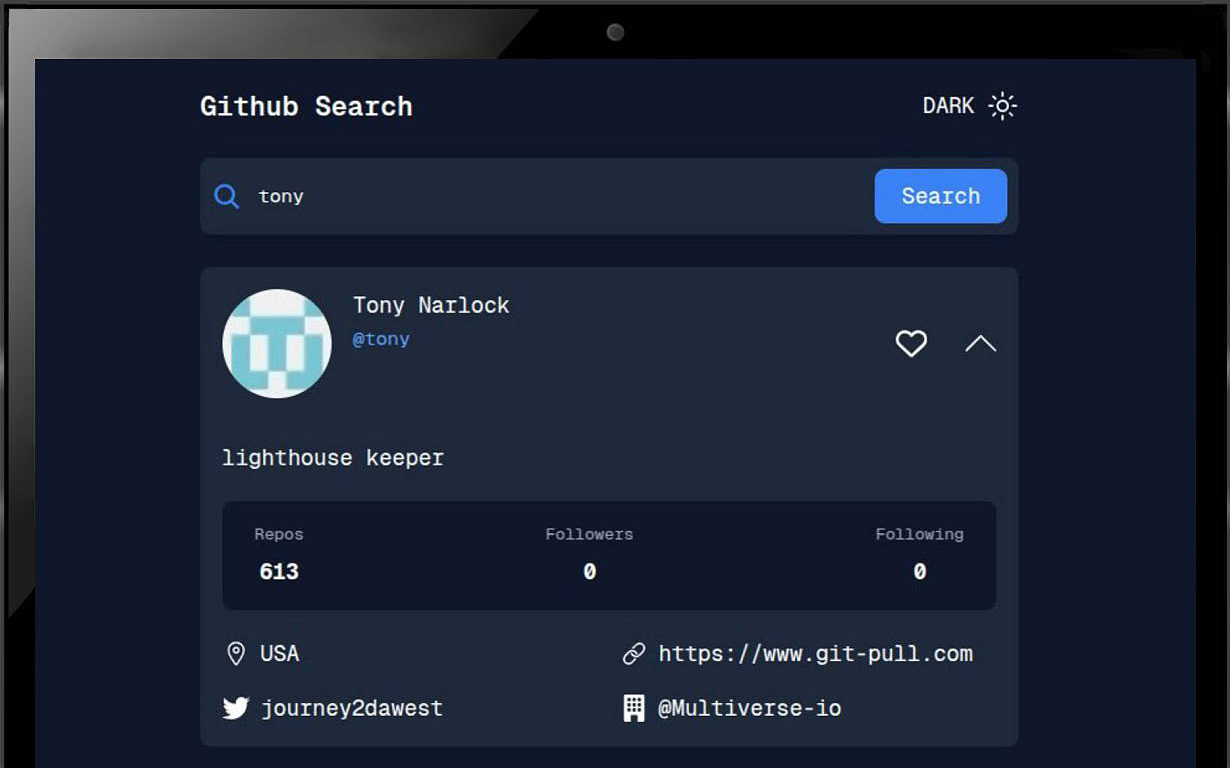 Github Search
DARK
tony
Search
Tony Narlock
@tony
lighthouse keeper
Repos Followers Following
613 0 0
USA https://www.git-pull.com
journey2dawest @Multiverse-io